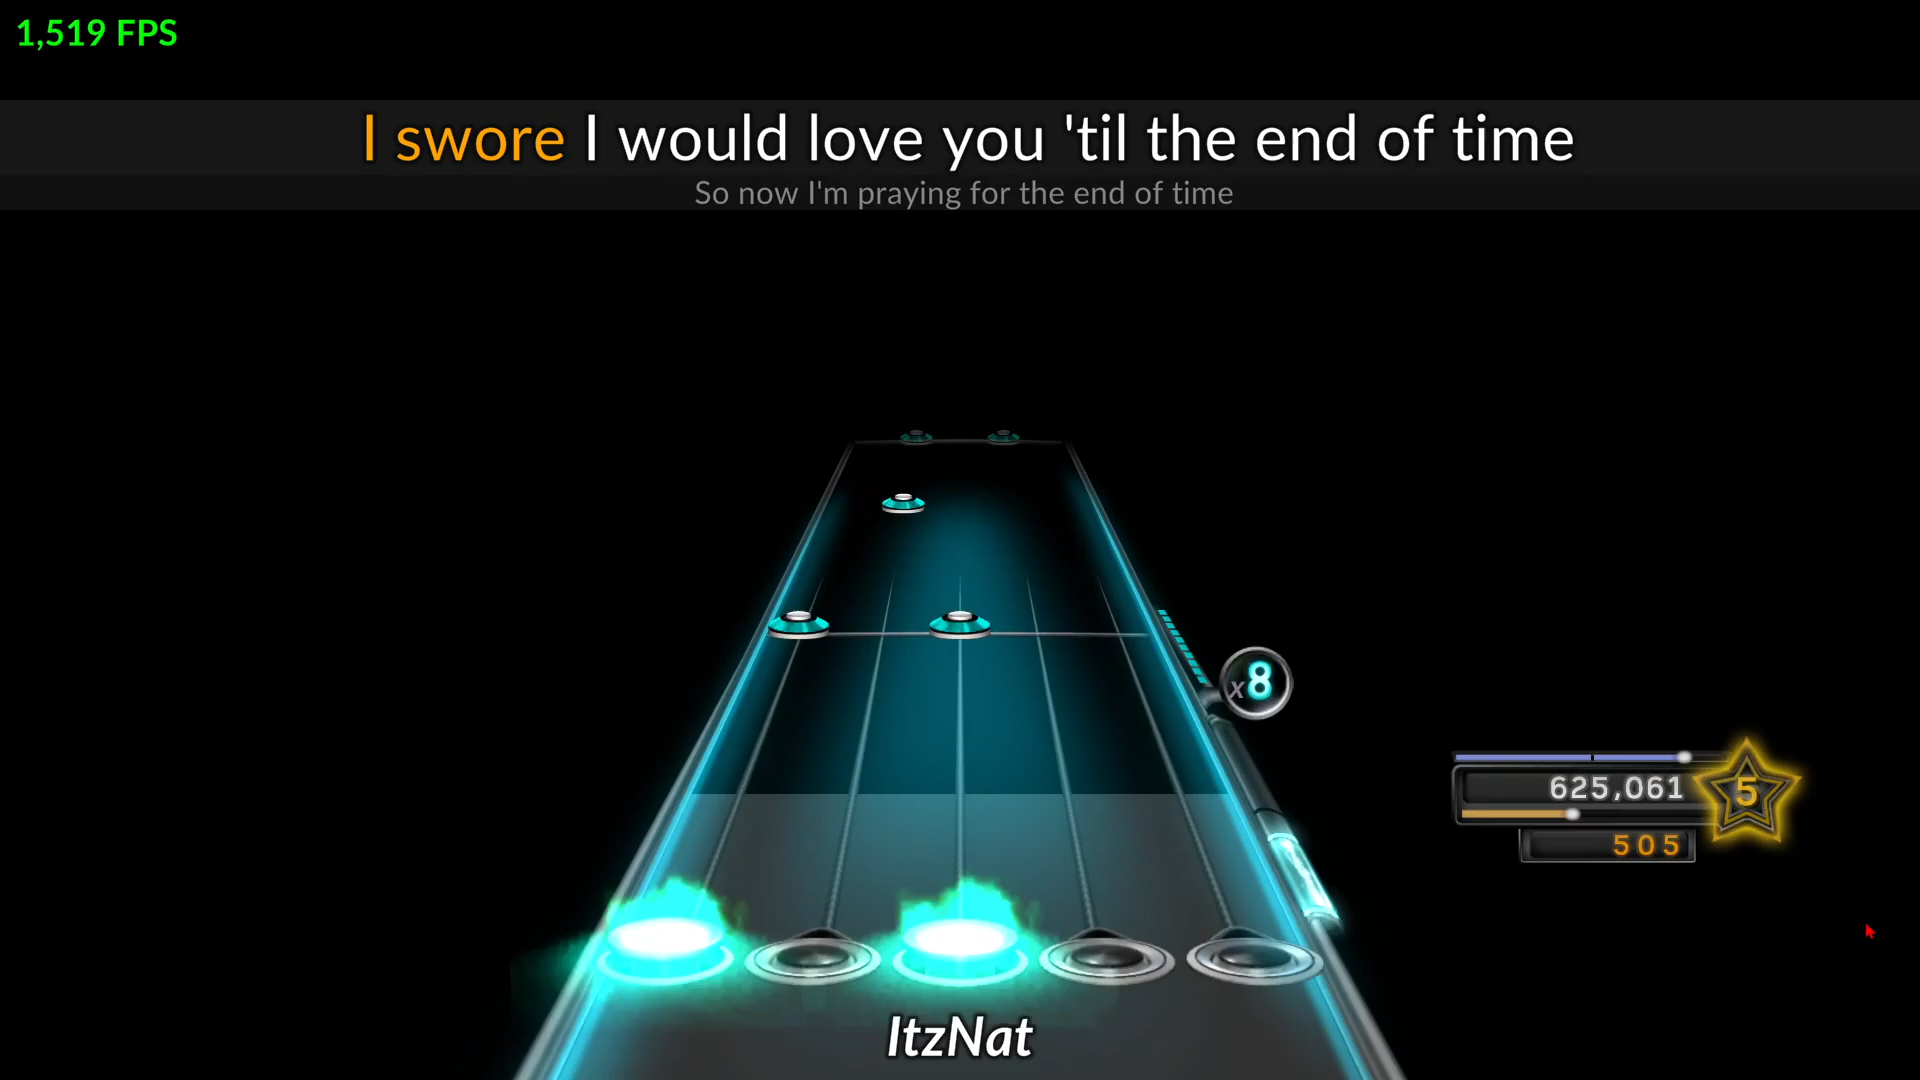 1,519 FPS
I swore I would love you 'til the end of time
So now I'm praying for the end of time
x8
625,061
5
505
ItzNat